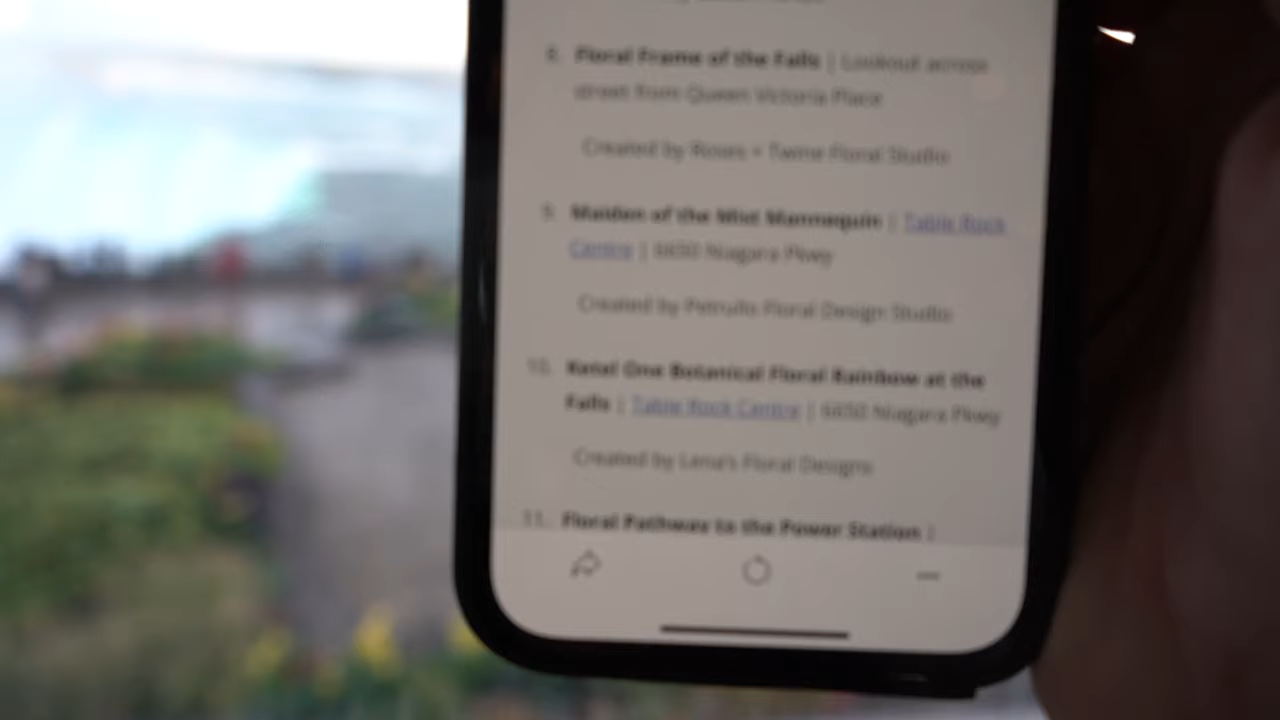 8. Floral Frame of the Falls | Lookout across
street from Queen Victoria Place
Created by Roses + Twine Floral Studio
9. Maiden of the Mist Mannequin | Table Rock
Centre | 6650 Niagara Pkwy
Created by Petrullo Floral Design Studio
10. Ketel One Botanical Floral Rainbow at the
Falls | Table Rock Centre | 6650 Niagara Pkwy
Created by Lena's Floral Designs
11. Floral Pathway to the Power Station |